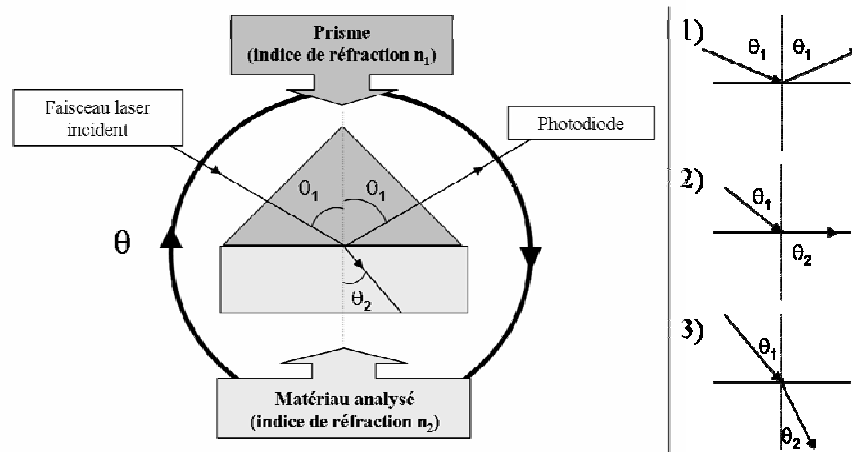 Prisme
(indice de réfraction n1)
Faisceau laser
incident
Photodiode
θ1
θ1
θ
θ2
Matériau analysé
(indice de réfraction n2)
1)
θ1
θ1
2)
θ1
θ2
3)
θ1
θ2